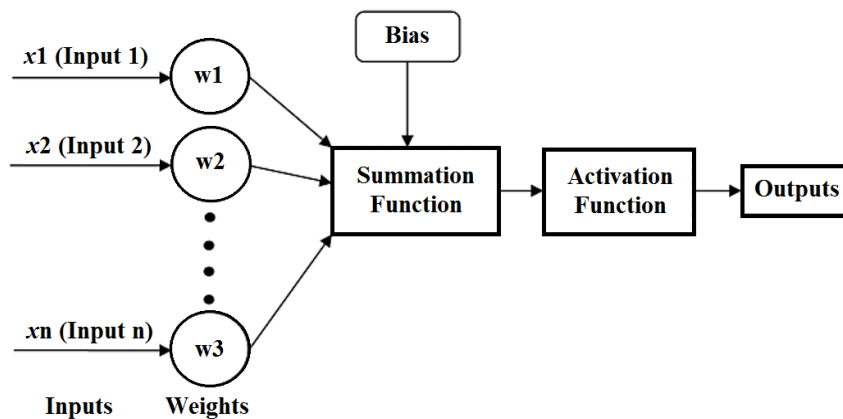 Bias
x1 (Input 1)
w1
x2 (Input 2)
w2
Summation
Function
Activation
Function
Outputs
xn (Input n)
w3
Inputs
Weights